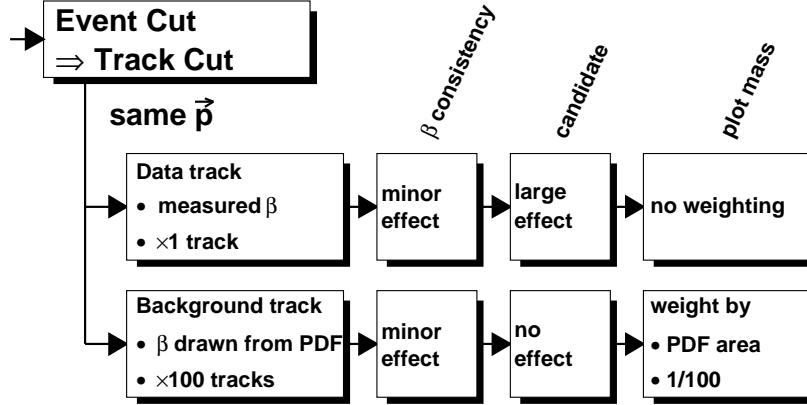 Event Cut
⇒ Track Cut
same p⃗
β consistency
candidate
plot mass
Data track
• measured β
• ×1 track
minor
effect
large
effect
no weighting
Background track
• β drawn from PDF
• ×100 tracks
minor
effect
no
effect
weight by
• PDF area
• 1/100